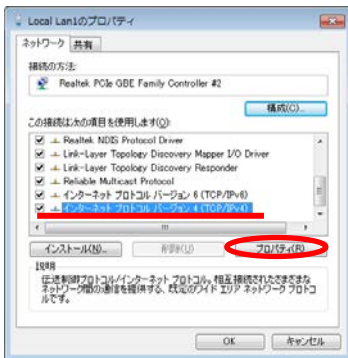 Local Lan1のプロパティ
ネットワーク 共有
接続の方法:
Realtek PCIe GBE Family Controller #2
構成(C)...
この接続は次の項目を使用します(O):
Realtek NDIS Protocol Driver
Link-Layer Topology Discovery Mapper I/O Driver
Link-Layer Topology Discovery Responder
Reliable Multicast Protocol
インターネット プロトコル バージョン 6 (TCP/IPv6)
インターネット プロトコル バージョン 4 (TCP/IPv4)
インストール(N)... 削除(U) プロパティ(R)
説明
伝送制御プロトコル/インターネット プロトコル。相互接続されたさまざまな
ネットワーク間の通信を提供する、既定のワイド エリア ネットワーク プロトコ
ルです。
OK キャンセル